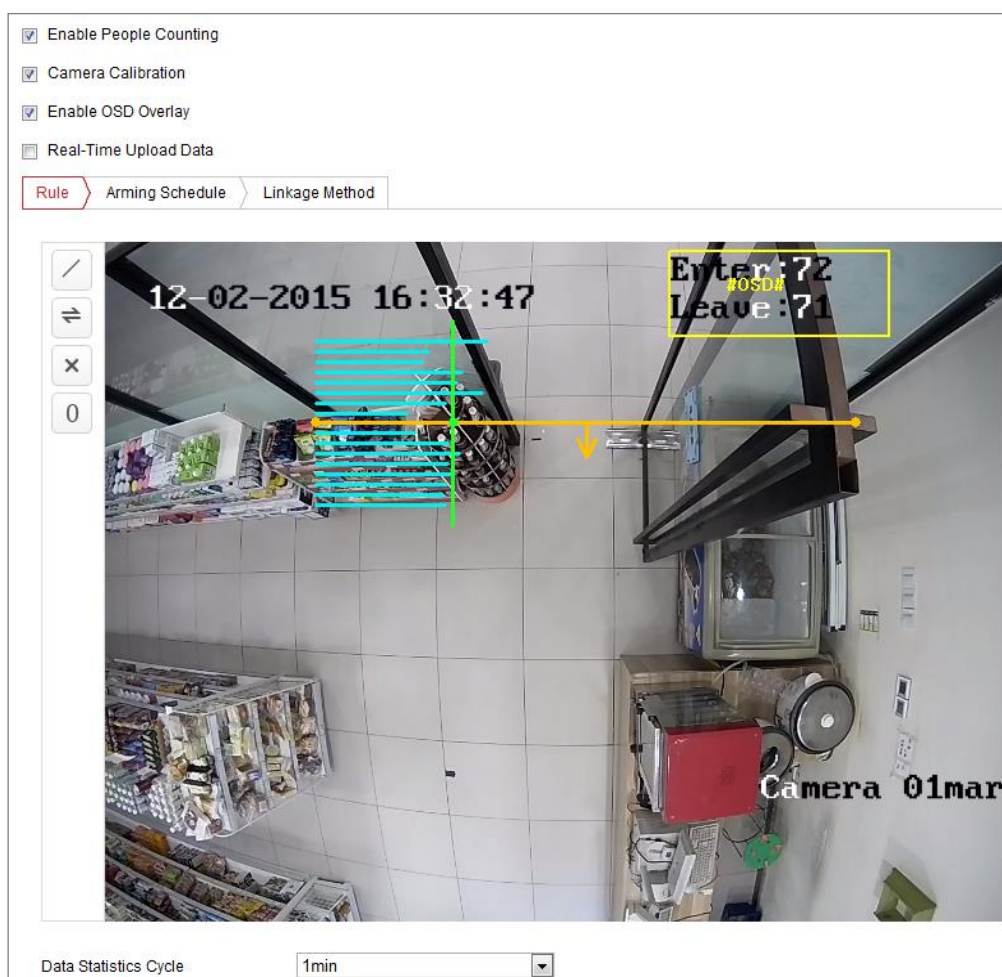 Enable People Counting
Camera Calibration
Enable OSD Overlay
Real-Time Upload Data
Rule Arming Schedule Linkage Method
0
12-02-2015 16:32:47
Enter:72
#OSD#
Leave:71
Camera 01mar
Data Statistics Cycle 1min